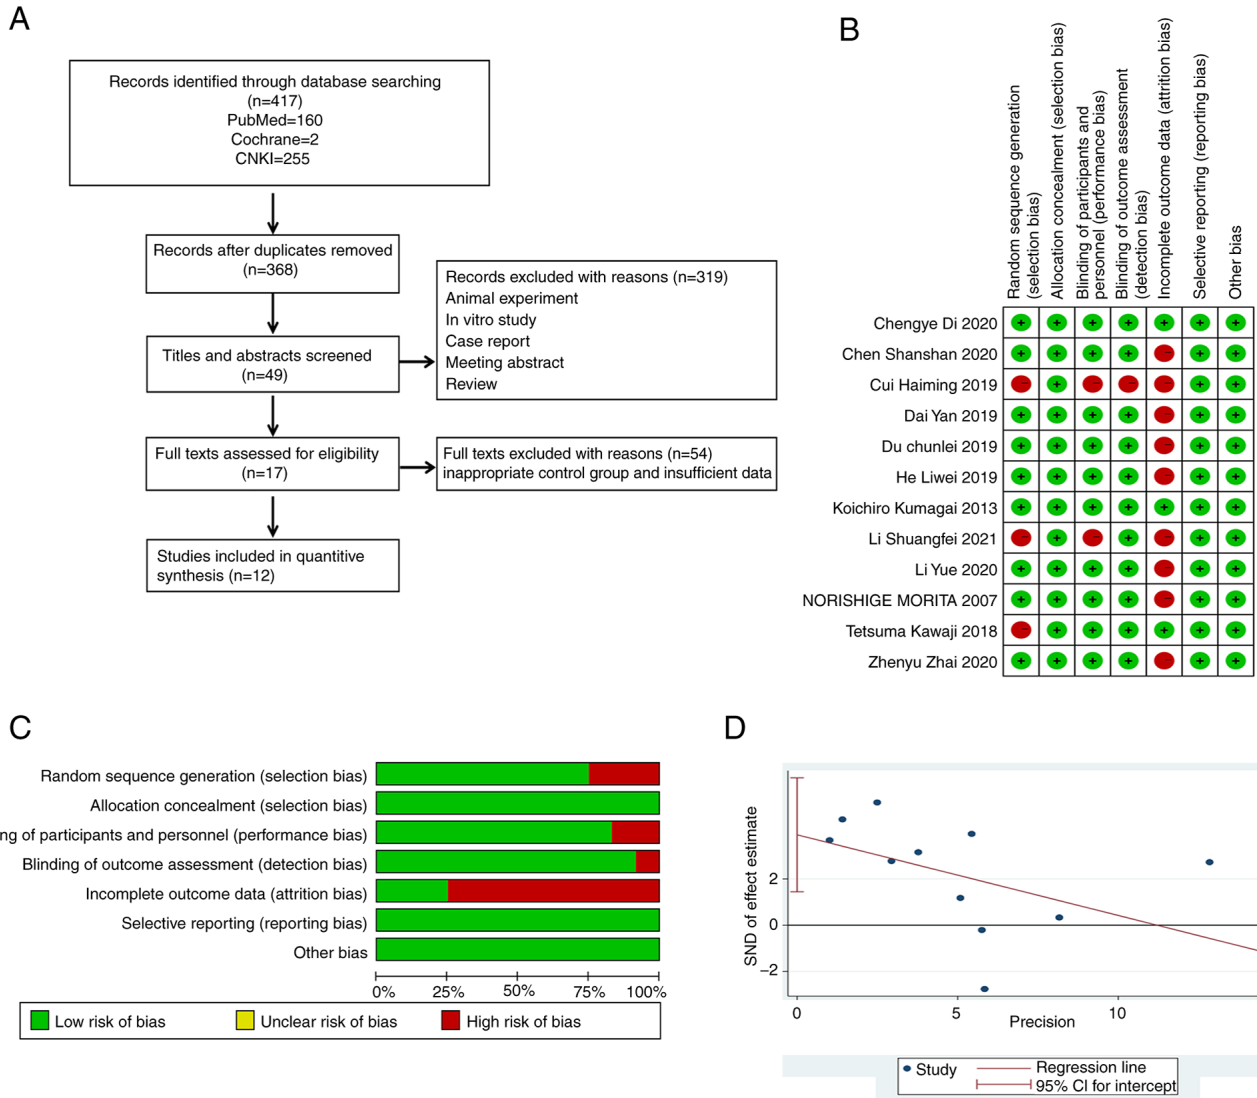 A
Records identified through database searching
(n=417)
PubMed=160
Cochrane=2
CNKI=255
Records after duplicates removed
(n=368)
Records excluded with reasons (n=319)
Animal experiment
In vitro study
Case report
Meeting abstract
Review
Titles and abstracts screened
(n=49)
Full texts assessed for eligibility
(n=17)
Full texts excluded with reasons (n=54)
inappropriate control group and insufficient data
Studies included in quantitive
synthesis (n=12)
B
Random sequence generation
(selection bias)
Allocation concealment (selection bias)
Blinding of participants and
personnel (performance bias)
Blinding of outcome assessment
(detection bias)
Incomplete outcome data (attrition bias)
Selective reporting (reporting bias)
Other bias
Chengye Di 2020
+ + + + + + +
Chen Shanshan 2020
+ + + + − + +
Cui Haiming 2019
− + − − − + +
Dai Yan 2019
+ + + + − + +
Du chunlei 2019
+ + + + − + +
He Liwei 2019
+ + + + − + +
Koichiro Kumagai 2013
+ + + + + + +
Li Shuangfei 2021
− + − + − + +
Li Yue 2020
+ + + + − + +
NORISHIGE MORITA 2007
+ + + + − + +
Tetsuma Kawaji 2018
− + + + + + +
Zhenyu Zhai 2020
+ + + + − + +
C
Random sequence generation (selection bias)
Allocation concealment (selection bias)
ng of participants and personnel (performance bias)
Blinding of outcome assessment (detection bias)
Incomplete outcome data (attrition bias)
Selective reporting (reporting bias)
Other bias
0% 25% 50% 75% 100%
Low risk of bias
Unclear risk of bias
High risk of bias
D
SND of effect estimate
2
0
−2
0 5 10
Precision
Study
Regression line
95% CI for intercept